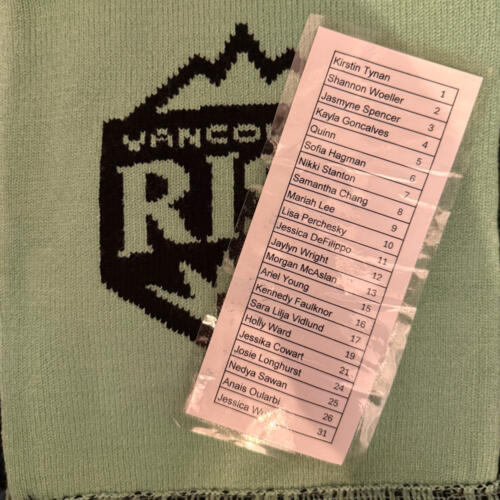 VANCO
RI
Kirstin Tynan 1
Shannon Woeller 2
Jasmyne Spencer 3
Kayla Goncalves 4
Quinn 5
Sofia Hagman 6
Nikki Stanton 7
Samantha Chang 8
Mariah Lee 9
Lisa Perchesky 10
Jessica DeFilippo 11
Jaylyn Wright 12
Morgan McAslan 13
Ariel Young 15
Kennedy Faulknor 16
Sara Lilja Vidlund 17
Holly Ward 19
Jessika Cowart 21
Josie Longhurst 24
Nedya Sawan 25
Anais Oularbi 26
Jessica 31